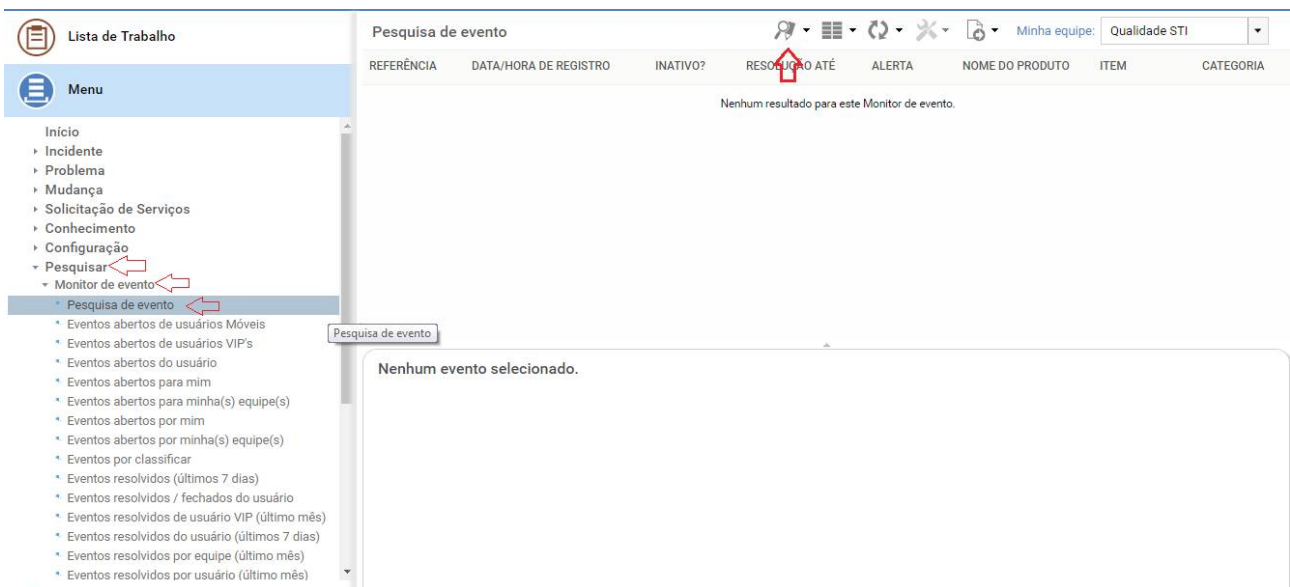 Lista de Trabalho
Menu
Início
Incidente
Problema
Mudança
Solicitação de Serviços
Conhecimento
Configuração
Pesquisar
Monitor de evento
Pesquisa de evento
Eventos abertos de usuários Móveis
Eventos abertos de usuários VIP's
Eventos abertos do usuário
Eventos abertos para mim
Eventos abertos para minha(s) equipe(s)
Eventos abertos por mim
Eventos abertos por minha(s) equipe(s)
Eventos por classificar
Eventos resolvidos (últimos 7 dias)
Eventos resolvidos / fechados do usuário
Eventos resolvidos de usuário VIP (último mês)
Eventos resolvidos do usuário (últimos 7 dias)
Eventos resolvidos por equipe (último mês)
Eventos resolvidos por usuário (último mês)
Pesquisa de evento
Pesquisa de evento Minha equipe: Qualidade STI
REFERÊNCIA DATA/HORA DE REGISTRO INATIVO? RESOLUÇÃO ATÉ ALERTA NOME DO PRODUTO ITEM CATEGORIA
Nenhum resultado para este Monitor de evento.
Nenhum evento selecionado.